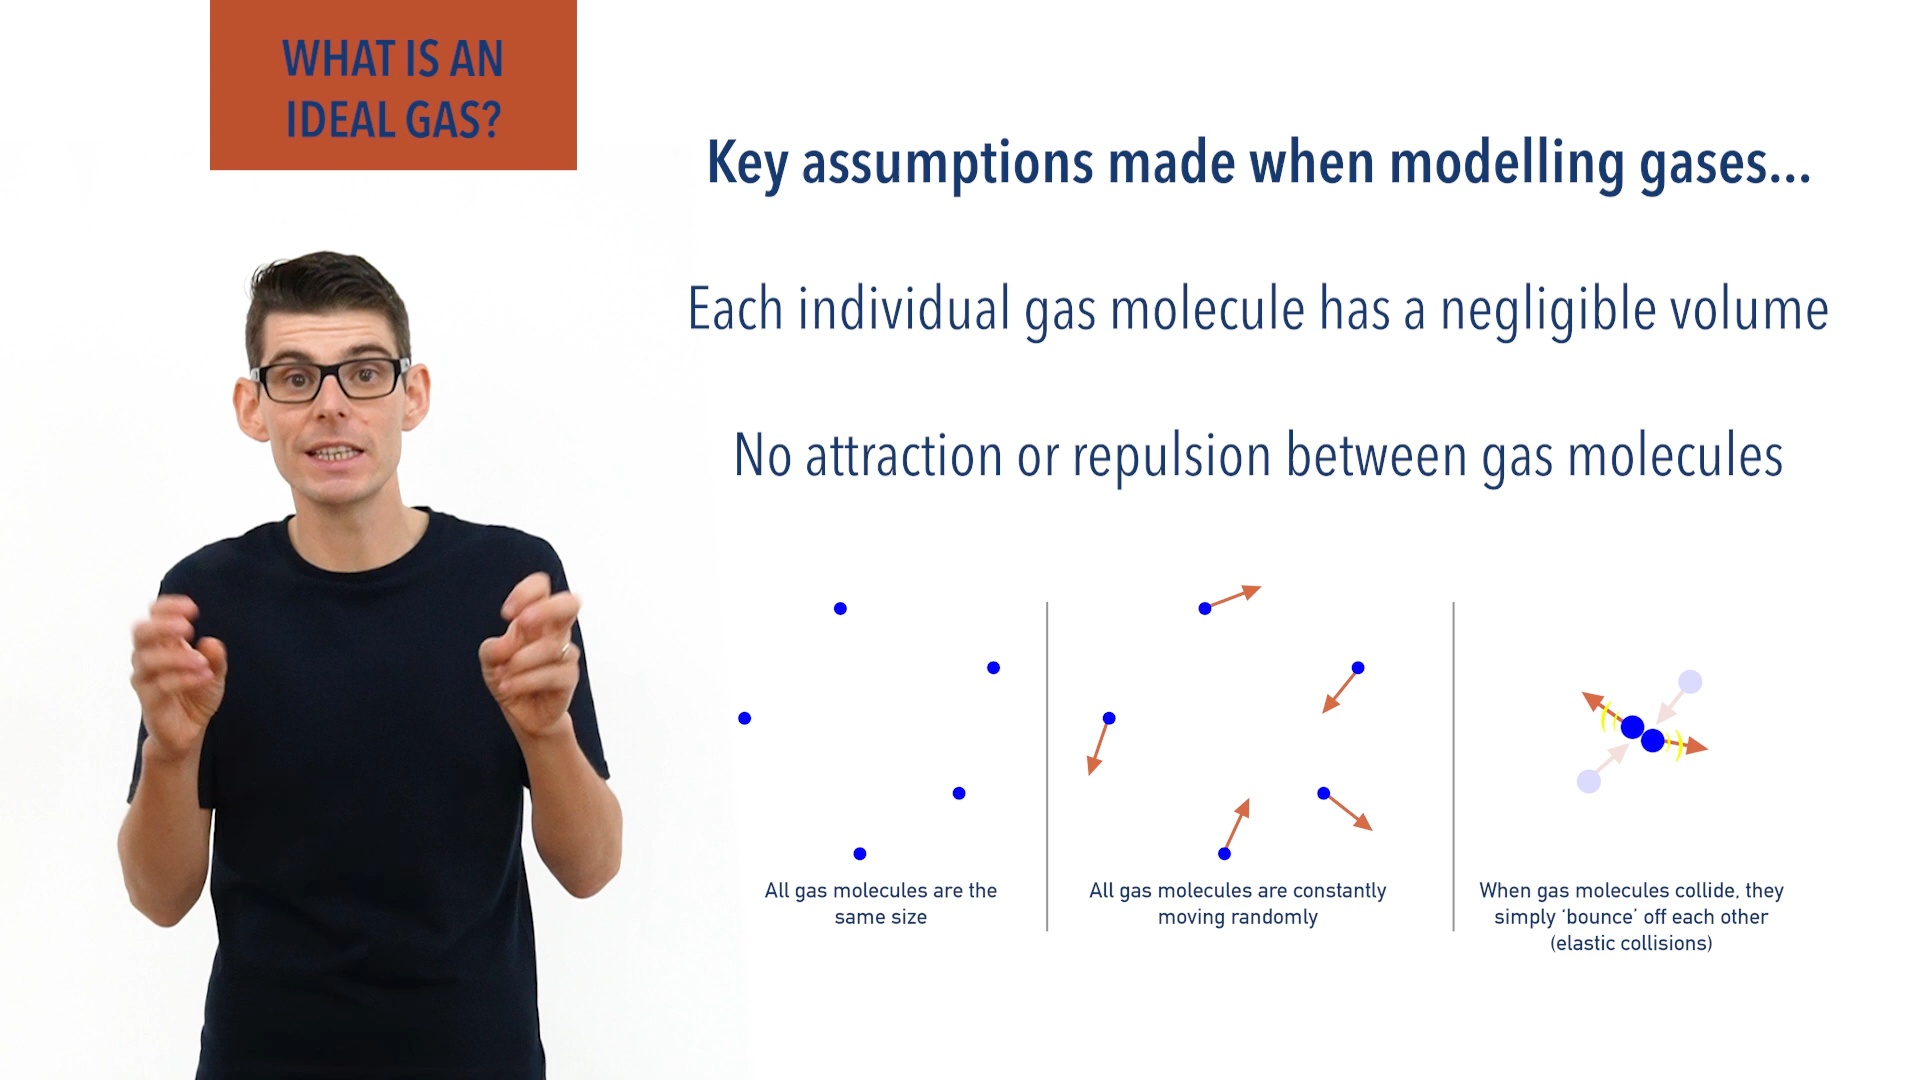 WHAT IS AN
IDEAL GAS?
Key assumptions made when modelling gases...
Each individual gas molecule has a negligible volume
No attraction or repulsion between gas molecules
All gas molecules are the
same size
All gas molecules are constantly
moving randomly
When gas molecules collide, they
simply ‘bounce’ off each other
(elastic collisions)